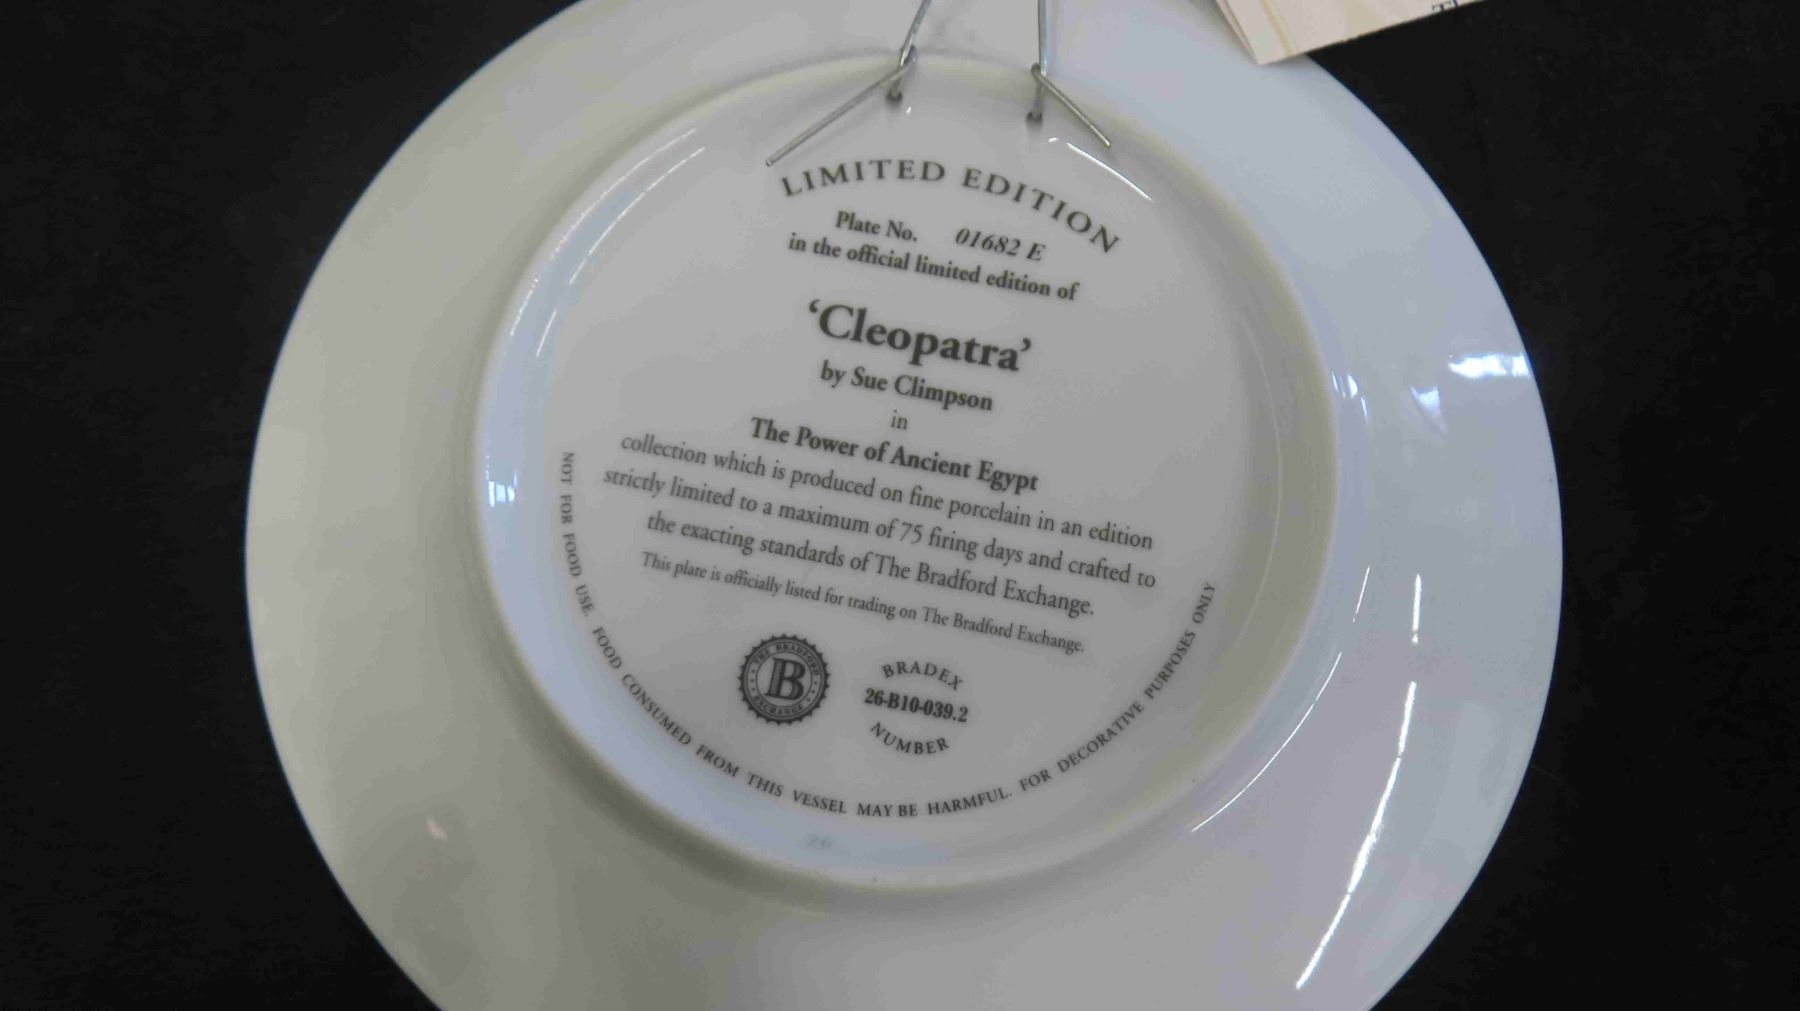 LIMITED EDITION
Plate No. 01682 E
in the official limited edition of
‘Cleopatra’
by Sue Climpson
in
The Power of Ancient Egypt
collection which is produced on fine porcelain in an edition
strictly limited to a maximum of 75 firing days and crafted to
the exacting standards of The Bradford Exchange.
This plate is officially listed for trading on The Bradford Exchange.
THE BRADFORD
B
EXCHANGE
BRADEX
26-B10-039.2
NUMBER
NOT FOR FOOD USE. FOOD CONSUMED FROM THIS VESSEL MAY BE HARMFUL. FOR DECORATIVE PURPOSES ONLY
26